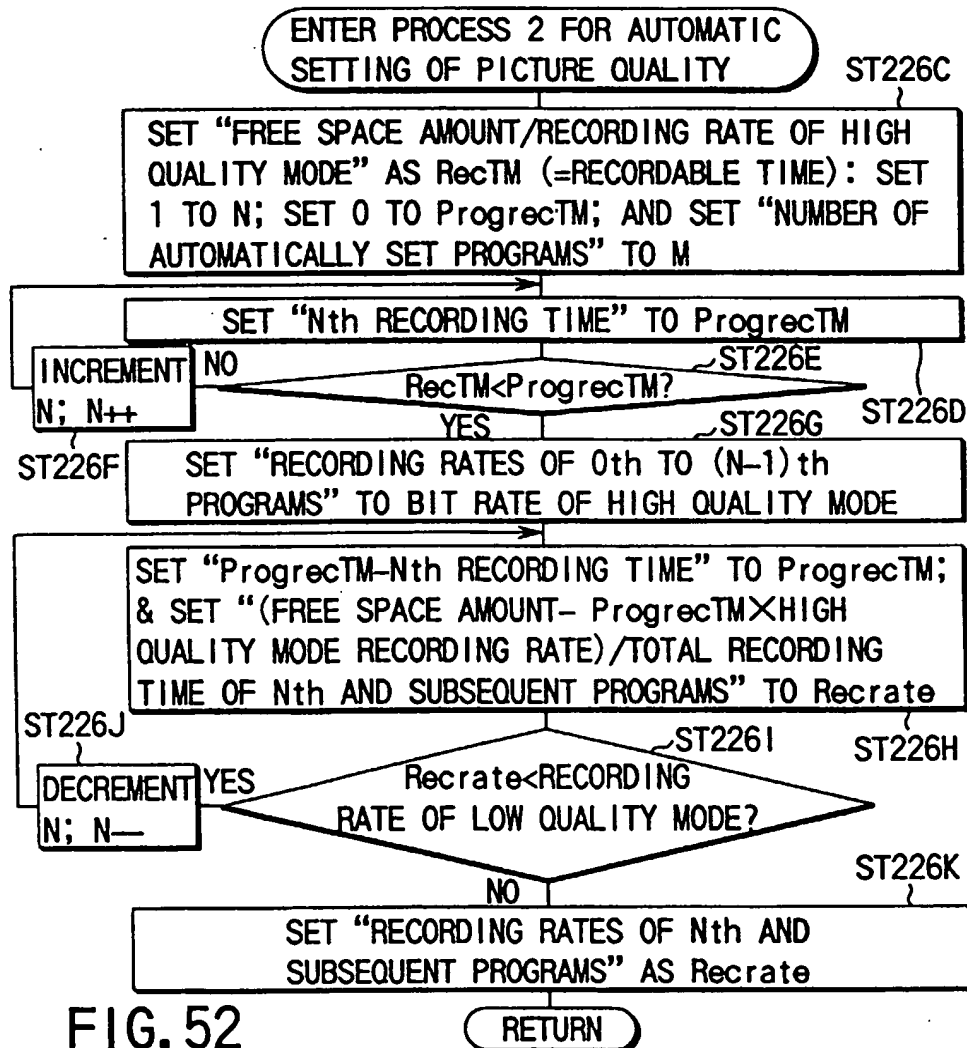 ENTER PROCESS 2 FOR AUTOMATIC
SETTING OF PICTURE QUALITY
ST226C
SET “FREE SPACE AMOUNT/RECORDING RATE OF HIGH
QUALITY MODE” AS RecTM (=RECORDABLE TIME): SET
1 TO N; SET 0 TO ProgrecTM; AND SET “NUMBER OF
AUTOMATICALLY SET PROGRAMS” TO M
SET “Nth RECORDING TIME” TO ProgrecTM
ST226D
RecTM<ProgrecTM?
ST226E
NO
INCREMENT
N; N++
ST226F
YES
ST226G
SET “RECORDING RATES OF 0th TO (N-1)th
PROGRAMS” TO BIT RATE OF HIGH QUALITY MODE
SET “ProgrecTM-Nth RECORDING TIME” TO ProgrecTM;
& SET “(FREE SPACE AMOUNT- ProgrecTM×HIGH
QUALITY MODE RECORDING RATE)/TOTAL RECORDING
TIME OF Nth AND SUBSEQUENT PROGRAMS” TO Recrate
ST226H
ST226I
Recrate<RECORDING
RATE OF LOW QUALITY MODE?
YES
ST226J
DECREMENT
N; N—
NO
ST226K
SET “RECORDING RATES OF Nth AND
SUBSEQUENT PROGRAMS” AS Recrate
RETURN
FIG. 52